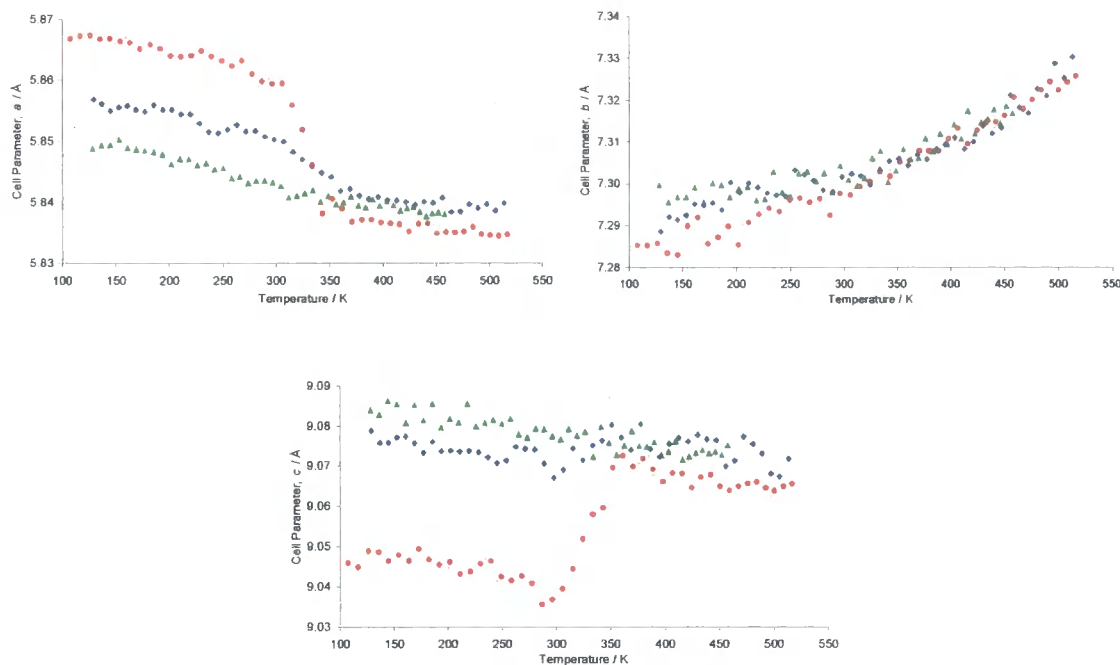 Cell Parameter, a / Å
5.87
5.86
5.85
5.84
5.83
100 150 200 250 300 350 400 450 500 550
Temperature / K
Cell Parameter, b / Å
7.34
7.33
7.32
7.31
7.30
7.29
7.28
100 150 200 250 300 350 400 450 500 550
Temperature / K
Cell Parameter, c / Å
9.09
9.08
9.07
9.06
9.05
9.04
9.03
100 150 200 250 300 350 400 450 500 550
Temperature / K